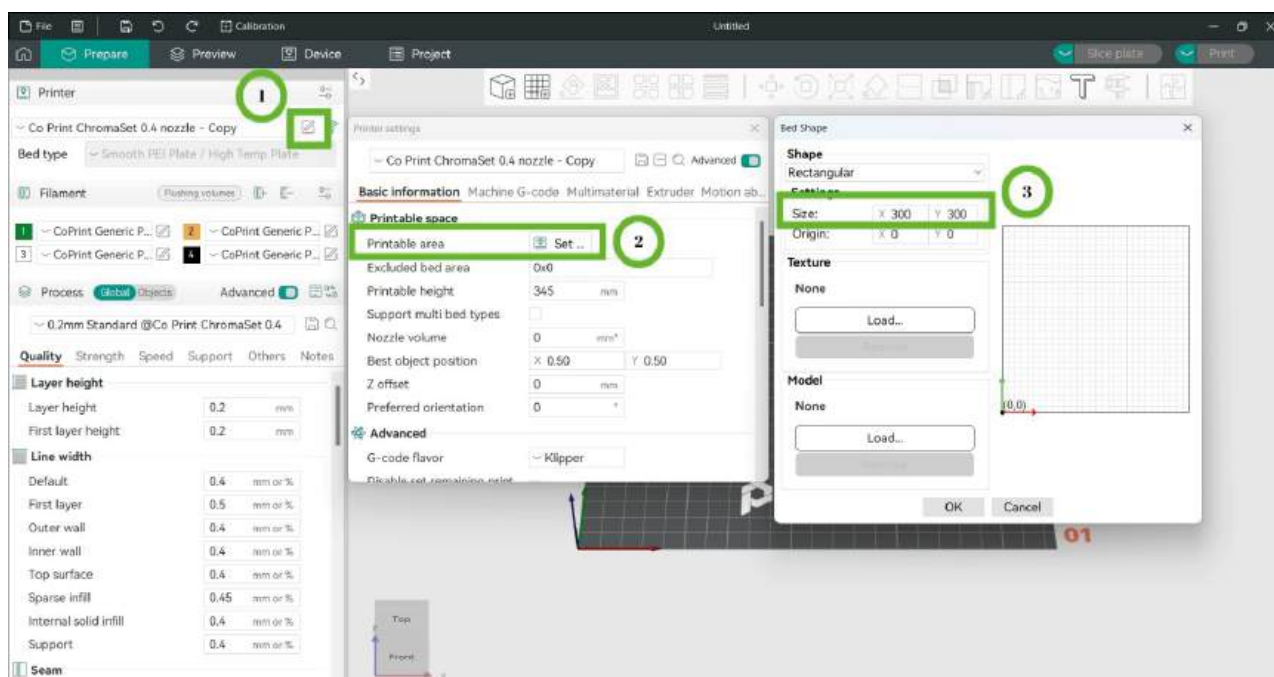 File Calibration Untitled
Prepare Preview Device Project Slice plate Print
Printer
1
Co Print ChromaSet 0.4 nozzle - Copy
Bed type Smooth PEI Plate / High Temp Plate
Filament Flushing volumes
1 CoPrint Generic P... 2 CoPrint Generic P...
3 CoPrint Generic P... 4 CoPrint Generic P...
Process Global Objects Advanced
0.2mm Standard @Co Print ChromaSet 0.4
Quality Strength Speed Support Others Notes
Layer height
Layer height 0.2 mm
First layer height 0.2 mm
Line width
Default 0.4 mm or %
First layer 0.5 mm or %
Outer wall 0.4 mm or %
Inner wall 0.4 mm or %
Top surface 0.4 mm or %
Sparse infill 0.45 mm or %
Internal solid infill 0.4 mm or %
Support 0.4 mm or %
Seam
Printer settings
Co Print ChromaSet 0.4 nozzle - Copy Advanced
Basic information Machine G-code Multimaterial Extruder Motion ab...
Printable space
Printable area Set ...
2
Excluded bed area 0x0
Printable height 345 mm
Support multi bed types
Nozzle volume 0 mm³
Best object position X 0.50 Y 0.50
Z offset 0 mm
Preferred orientation 0 °
Advanced
G-code flavor Klipper
Disable set remaining print
Bed Shape
Shape
Rectangular
Settings
Size: X 300 Y 300
3
Origin: X 0 Y 0
Texture
None
Load...
Model
None
(0,0)
Load...
OK Cancel
01
Top
Front